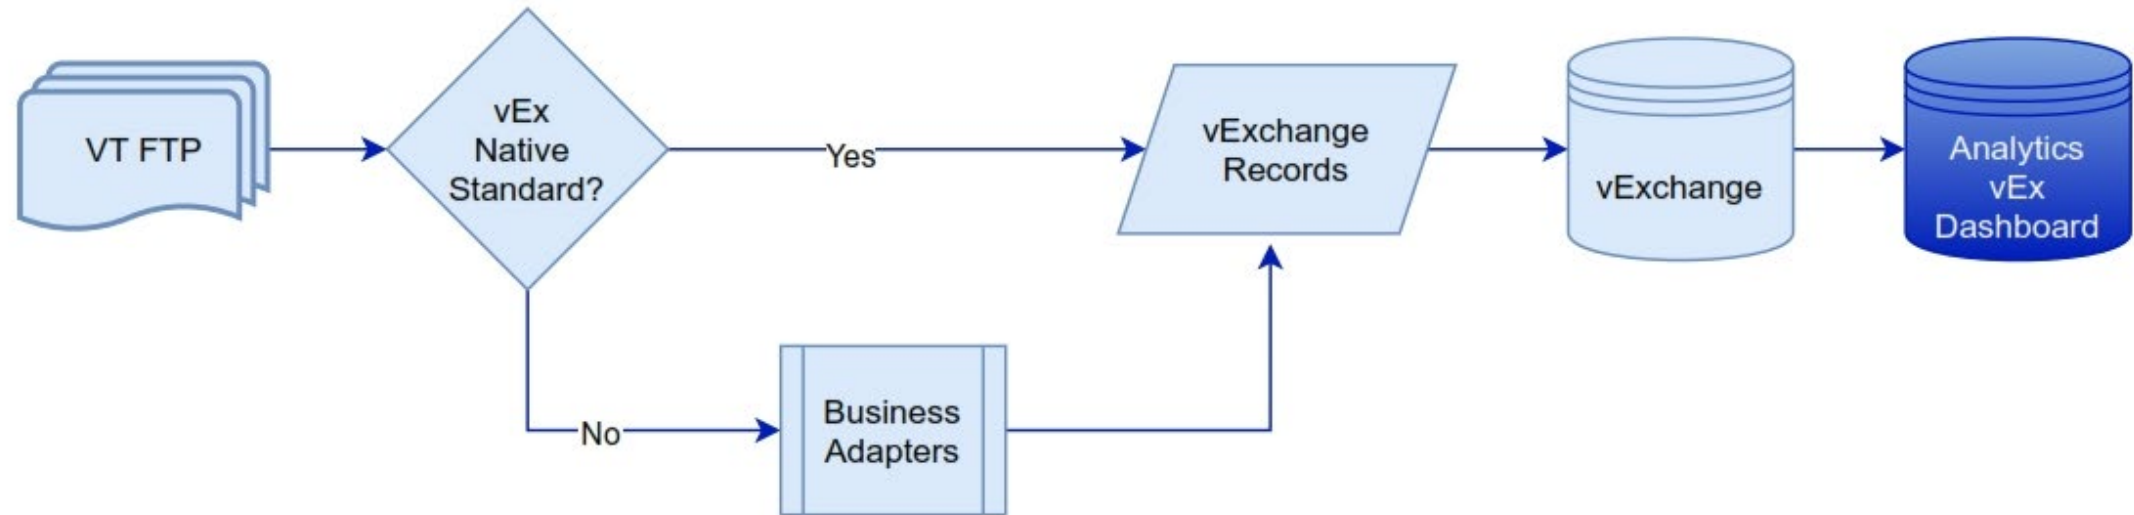 VT FTP
vEx
Native
Standard?
Yes
vExchange
Records
vExchange
Analytics
vEx
Dashboard
No
Business
Adapters